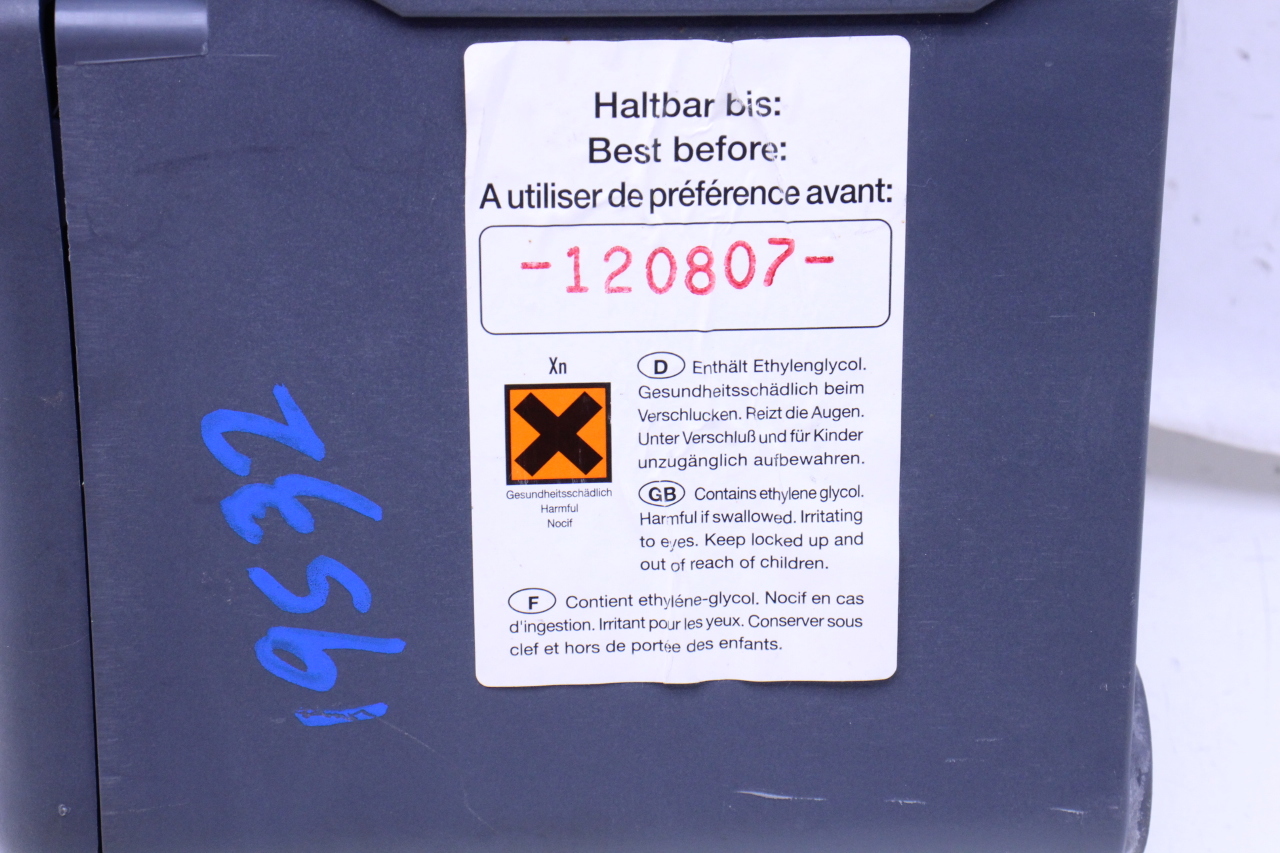 Haltbar bis:
Best before:
A utiliser de préférence avant:
-120807-
Xn
Gesundheitsschädlich
Harmful
Nocif
D Enthält Ethylenglycol.
Gesundheitsschädlich beim
Verschlucken. Reizt die Augen.
Unter Verschluß und für Kinder
unzugänglich aufbewahren.
GB Contains ethylene glycol.
Harmful if swallowed. Irritating
to eyes. Keep locked up and
out of reach of children.
F Contient ethyléne-glycol. Nocif en cas
d'ingestion. Irritant pour les yeux. Conserver sous
clef et hors de portée des enfants.
19532